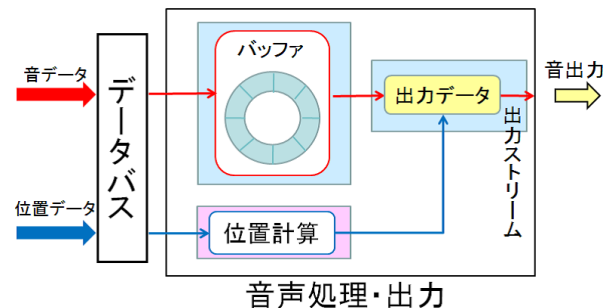 音データ
位置データ
データバス
バッファ
位置計算
出力データ
出力ストリーム
音出力
音声処理・出力